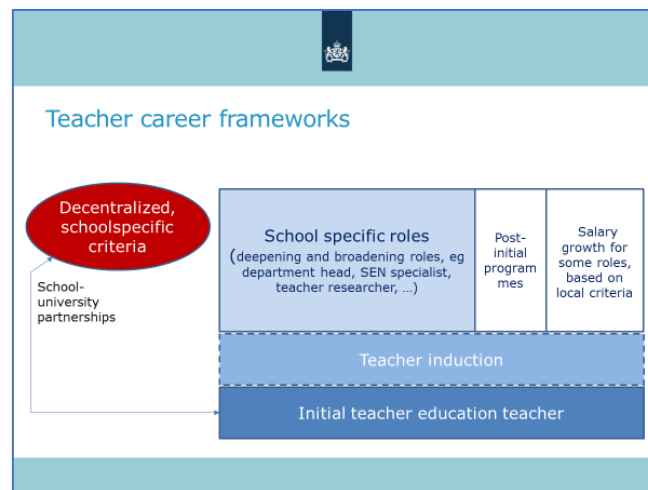 Teacher career frameworks
Decentralized,
schoolspecific
criteria
School-
university
partnerships
School specific roles
(deepening and broadening roles, eg
department head, SEN specialist,
teacher researcher, ...)
Post-
initial
program
mes
Salary
growth for
some roles,
based on
local criteria
Teacher induction
Initial teacher education teacher